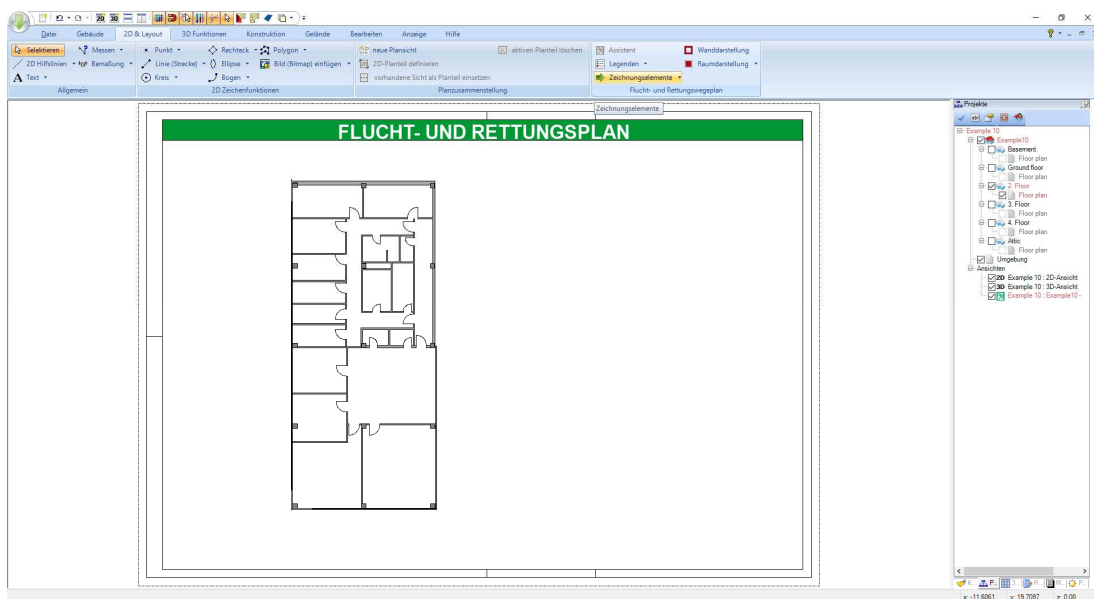 2D 3D
Datei Gebäude 2D & Layout 3D Funktionen Konstruktion Gelände Bearbeiten Anzeige Hilfe
Selektieren Messen Punkt Rechteck Polygon neue Plansicht aktiven Planteil löschen Assistent Wanddarstellung
2D Hilfslinien Bemaßung Linie (Strecke) Ellipse Bild (Bitmap) einfügen 2D-Planteil definieren Legenden Raumdarstellung
A Text Kreis Bogen vorhandene Sicht als Planteil einsetzen Zeichnungselemente
Allgemein 2D Zeichenfunktionen Planzusammenstellung Flucht- und Rettungswegeplan
Zeichnungselemente
FLUCHT- UND RETTUNGSPLAN
Projekte
Example 10
Example10
Basement
Floor plan
Ground floor
Floor plan
2. Floor
Floor plan
3. Floor
Floor plan
4. Floor
Floor plan
Attic
Floor plan
Umgebung
Ansichten
2D Example 10 : 2D-Ansicht
3D Example 10 : 3D-Ansicht
Example 10 : Example10 -
K... P... 3... R... M... P...
x: -11.6061 y: 19.7097 z: 0.00